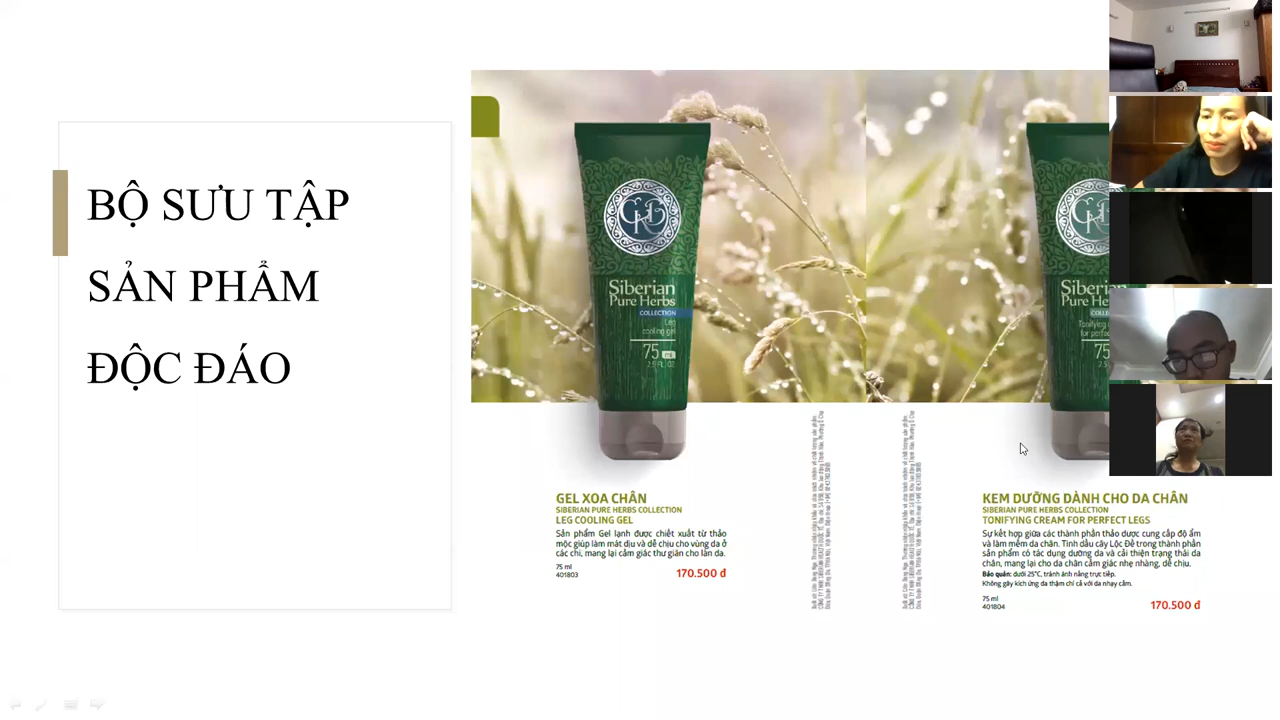 BỘ SƯU TẬP
SẢN PHẨM
ĐỘC ĐÁO
Siberian
Pure Herbs
COLLECTION
Leg
cooling gel
75 ml
2.5 FL. OZ
Siberian
Pure Herbs
Tonifying
for perfect
75
GEL XOA CHÂN
SIBERIAN PURE HERBS COLLECTION
LEG COOLING GEL
Sản phẩm Gel lạnh được chiết xuất từ thảo
mộc giúp làm mát dịu và dễ chịu cho vùng da ở
các chi, mang lại cảm giác thư giãn cho làn da.
75 ml
401803
170.500 đ
KEM DƯỠNG DÀNH CHO DA CHÂN
SIBERIAN PURE HERBS COLLECTION
TONIFYING CREAM FOR PERFECT LEGS
Sự kết hợp giữa các thành phần thảo dược cung cấp độ ẩm
và làm mềm da chân. Tinh dầu cây Lộc Đề trong thành phần
sản phẩm có tác dụng dưỡng da và cải thiện trạng thái da
chân, mang lại cho da chân cảm giác nhẹ nhàng, dễ chịu.
Bảo quản: dưới 25°C, tránh ánh nắng trực tiếp.
Không gây kích ứng da thậm chí cả với da nhạy cảm.
75 ml
401804
170.500 đ